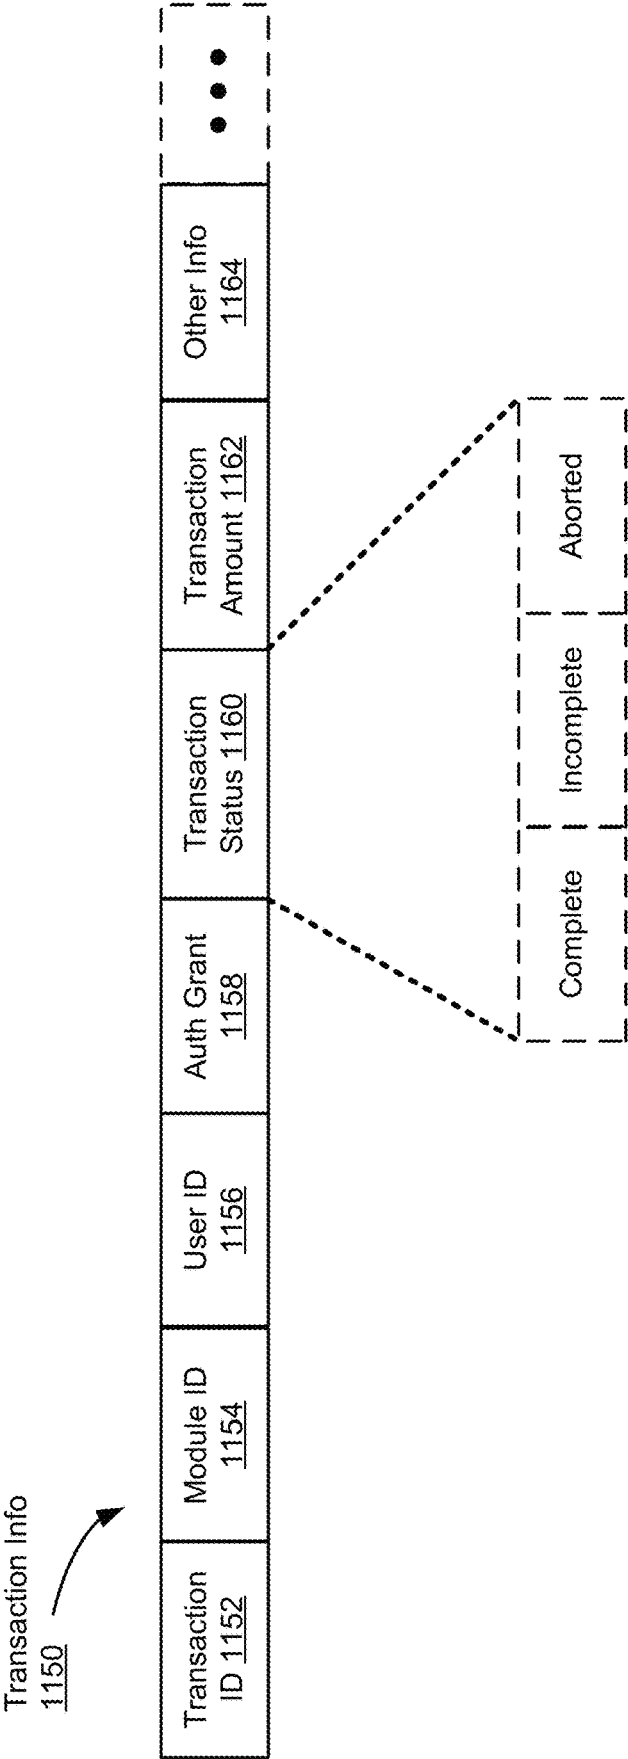 Transaction Info
1150
Transaction
ID 1152
Module ID
1154
User ID
1156
Auth Grant
1158
Transaction
Status 1160
Transaction
Amount 1162
Other Info
1164
Complete
Incomplete
Aborted